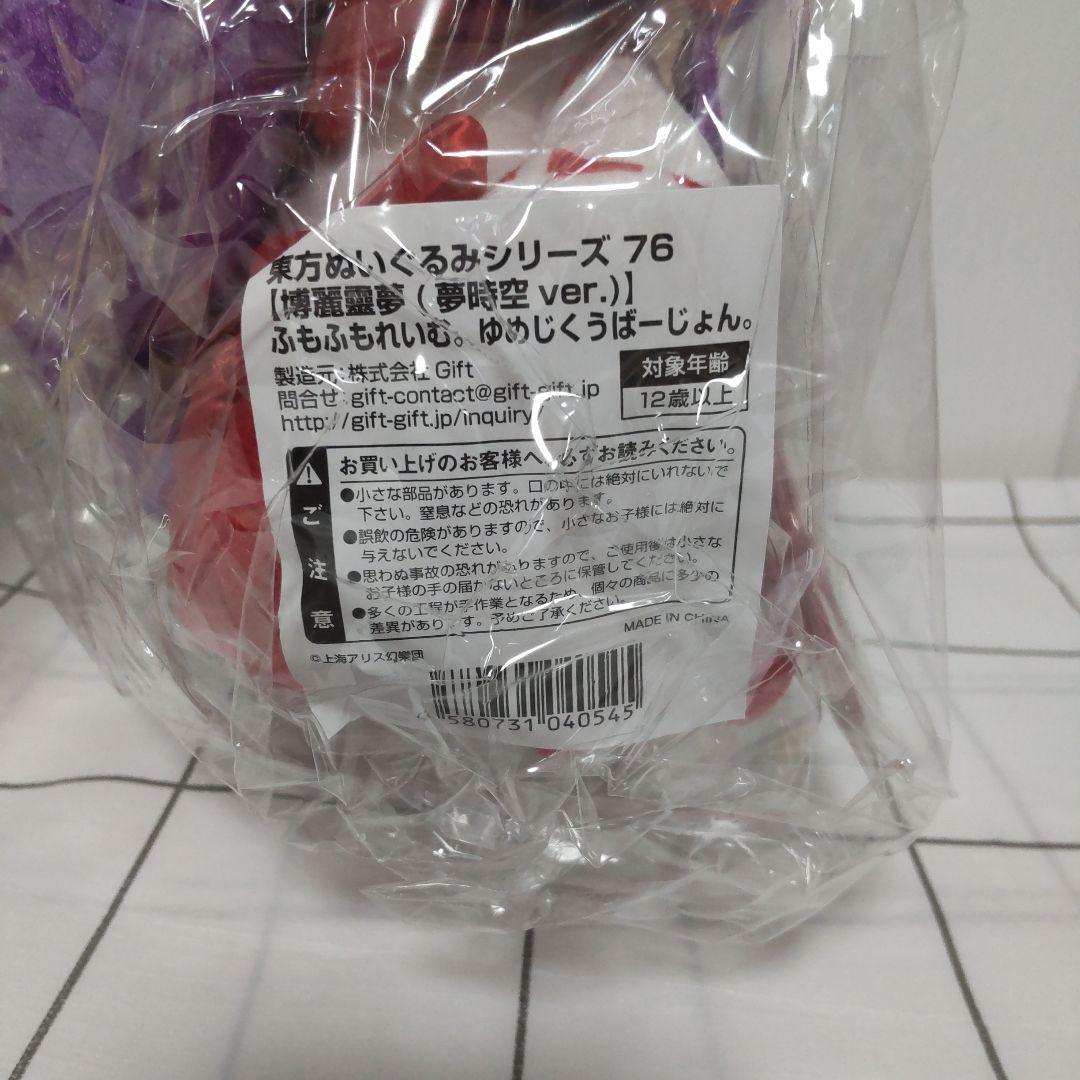 東方ぬいぐるみシリーズ 76
【博麗靈夢 ( 夢時空 ver.)】
ふもふもれいむ。ゆめじくうばーじょん。
製造元：株式会社 Gift
問合せ：gift-contact@gift-gift.jp
http://gift-gift.jp/inquiry
対象年齢
12歳以上
ご注意
お買い上げのお客様へ 必ずお読みください。
●小さな部品があります。口の中には絶対にいれないで
下さい。窒息などの恐れがあります。
●誤飲の危険がありますので、小さなお子様には絶対に
与えないでください。
●思わぬ事故の恐れがありますので、ご使用後は小さな
お子様の手の届かないところに保管してください。
●多くの工程が手作業となるため、個々の商品に多少の
差異があります。予めご了承ください。
MADE IN CHINA
©上海アリス幻樂団
4 580731 040545